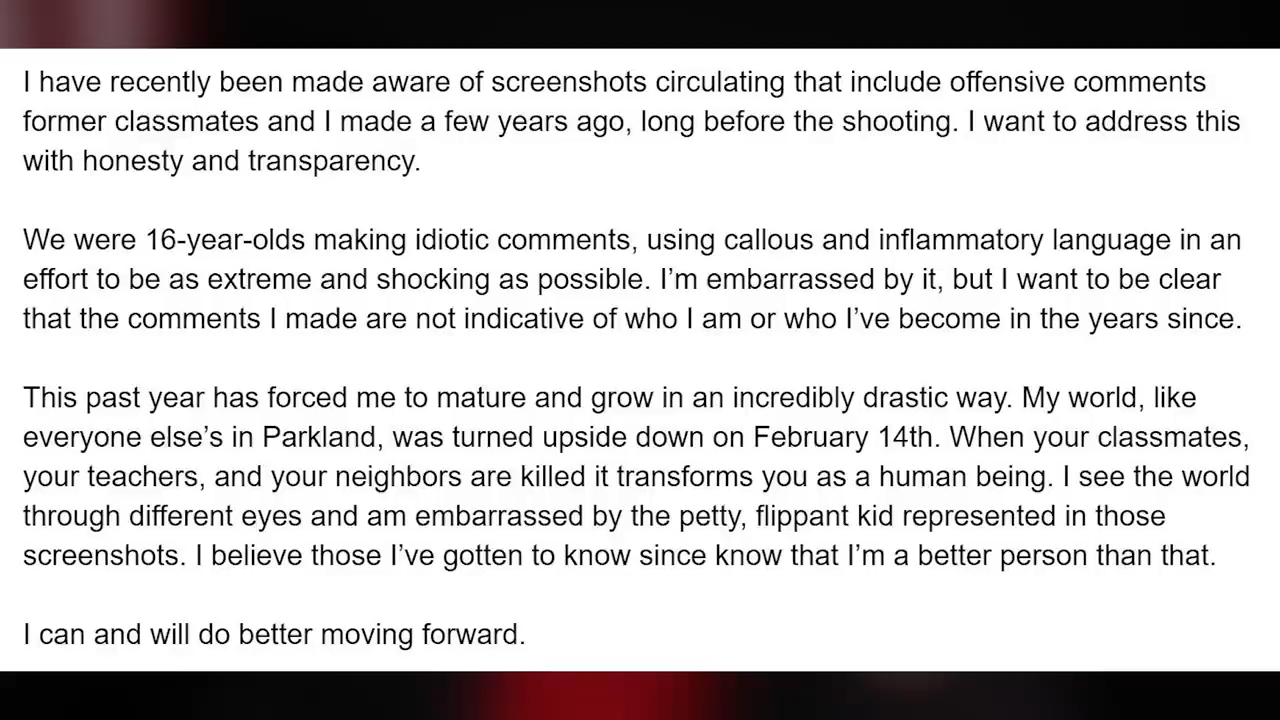 I have recently been made aware of screenshots circulating that include offensive comments
former classmates and I made a few years ago, long before the shooting. I want to address this
with honesty and transparency.
We were 16-year-olds making idiotic comments, using callous and inflammatory language in an
effort to be as extreme and shocking as possible. I’m embarrassed by it, but I want to be clear
that the comments I made are not indicative of who I am or who I’ve become in the years since.
This past year has forced me to mature and grow in an incredibly drastic way. My world, like
everyone else’s in Parkland, was turned upside down on February 14th. When your classmates,
your teachers, and your neighbors are killed it transforms you as a human being. I see the world
through different eyes and am embarrassed by the petty, flippant kid represented in those
screenshots. I believe those I’ve gotten to know since know that I’m a better person than that.
I can and will do better moving forward.